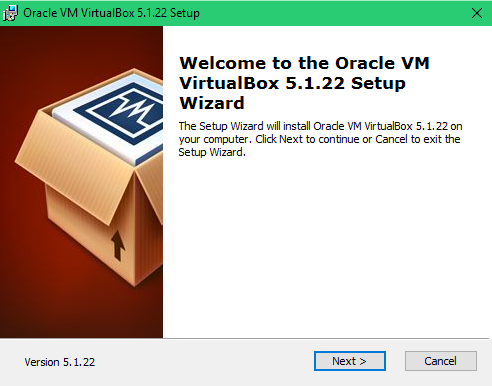 Oracle VM VirtualBox 5.1.22 Setup
Welcome to the Oracle VM
VirtualBox 5.1.22 Setup
Wizard
The Setup Wizard will install Oracle VM VirtualBox 5.1.22 on
your computer. Click Next to continue or Cancel to exit the
Setup Wizard.
Version 5.1.22
Next >
Cancel